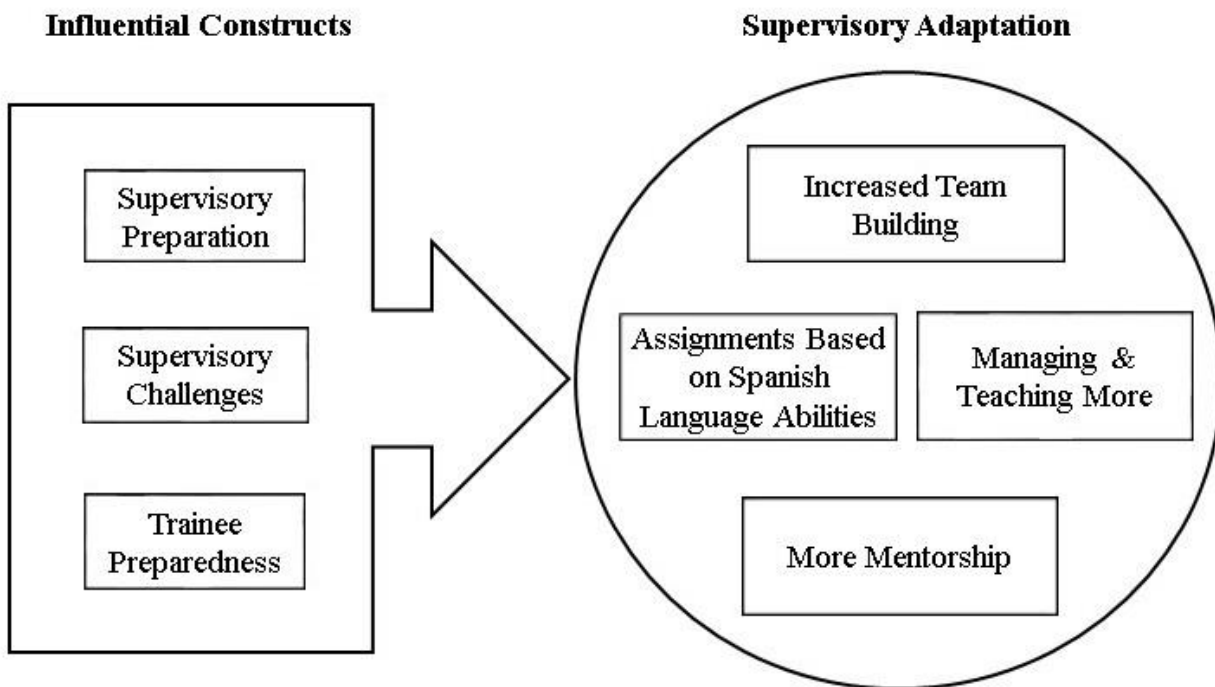 Influential Constructs
Supervisory
Preparation
Supervisory
Challenges
Trainee
Preparedness
Supervisory Adaptation
Increased Team
Building
Assignments Based
on Spanish
Language Abilities
Managing &
Teaching More
More Mentorship